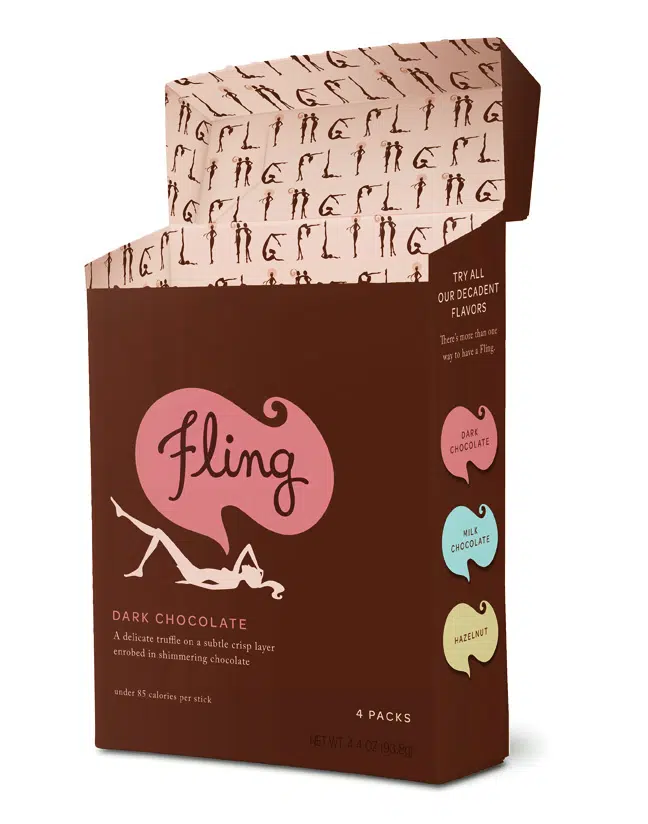 Fling
DARK CHOCOLATE
A delicate truffle on a subtle crisp layer
enrobed in shimmering chocolate
under 85 calories per stick
4 PACKS
NET WT.
TRY ALL
OUR DECADENT
FLAVORS
There's more than one
way to have a Fling.
DARK
CHOCOLATE
MILK
CHOCOLATE
HAZELNUT